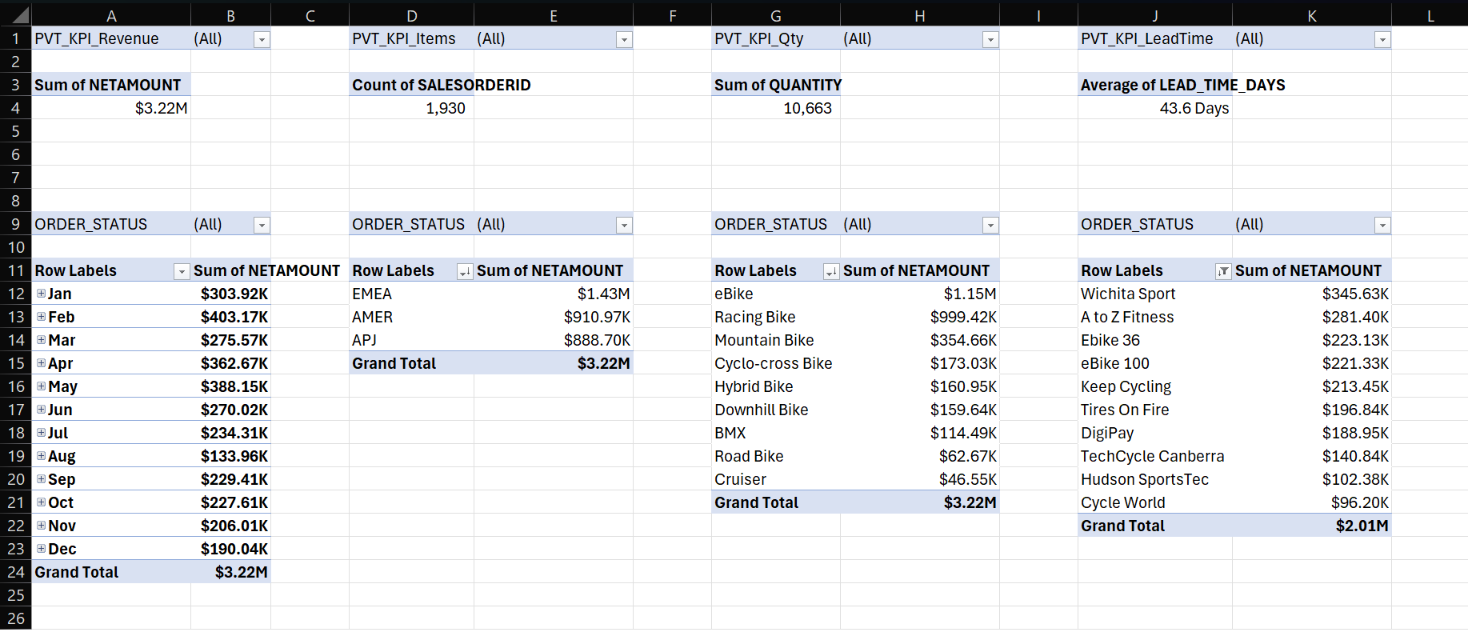 A B C D E F G H I J K L
1 PVT_KPI_Revenue (All) PVT_KPI_Items (All) PVT_KPI_Qty (All) PVT_KPI_LeadTime (All)
2
3 Sum of NETAMOUNT Count of SALESORDERID Sum of QUANTITY Average of LEAD_TIME_DAYS
4 $3.22M 1,930 10,663 43.6 Days
5
6
7
8
9 ORDER_STATUS (All) ORDER_STATUS (All) ORDER_STATUS (All) ORDER_STATUS (All)
10
11 Row Labels Sum of NETAMOUNT Row Labels Sum of NETAMOUNT Row Labels Sum of NETAMOUNT Row Labels Sum of NETAMOUNT
12 Jan $303.92K EMEA $1.43M eBike $1.15M Wichita Sport $345.63K
13 Feb $403.17K AMER $910.97K Racing Bike $999.42K A to Z Fitness $281.40K
14 Mar $275.57K APJ $888.70K Mountain Bike $354.66K Ebike 36 $223.13K
15 Apr $362.67K Grand Total $3.22M Cyclo-cross Bike $173.03K eBike 100 $221.33K
16 May $388.15K Hybrid Bike $160.95K Keep Cycling $213.45K
17 Jun $270.02K Downhill Bike $159.64K Tires On Fire $196.84K
18 Jul $234.31K BMX $114.49K DigiPay $188.95K
19 Aug $133.96K Road Bike $62.67K TechCycle Canberra $140.84K
20 Sep $229.41K Cruiser $46.55K Hudson SportsTec $102.38K
21 Oct $227.61K Grand Total $3.22M Cycle World $96.20K
22 Nov $206.01K Grand Total $2.01M
23 Dec $190.04K
24 Grand Total $3.22M
25
26